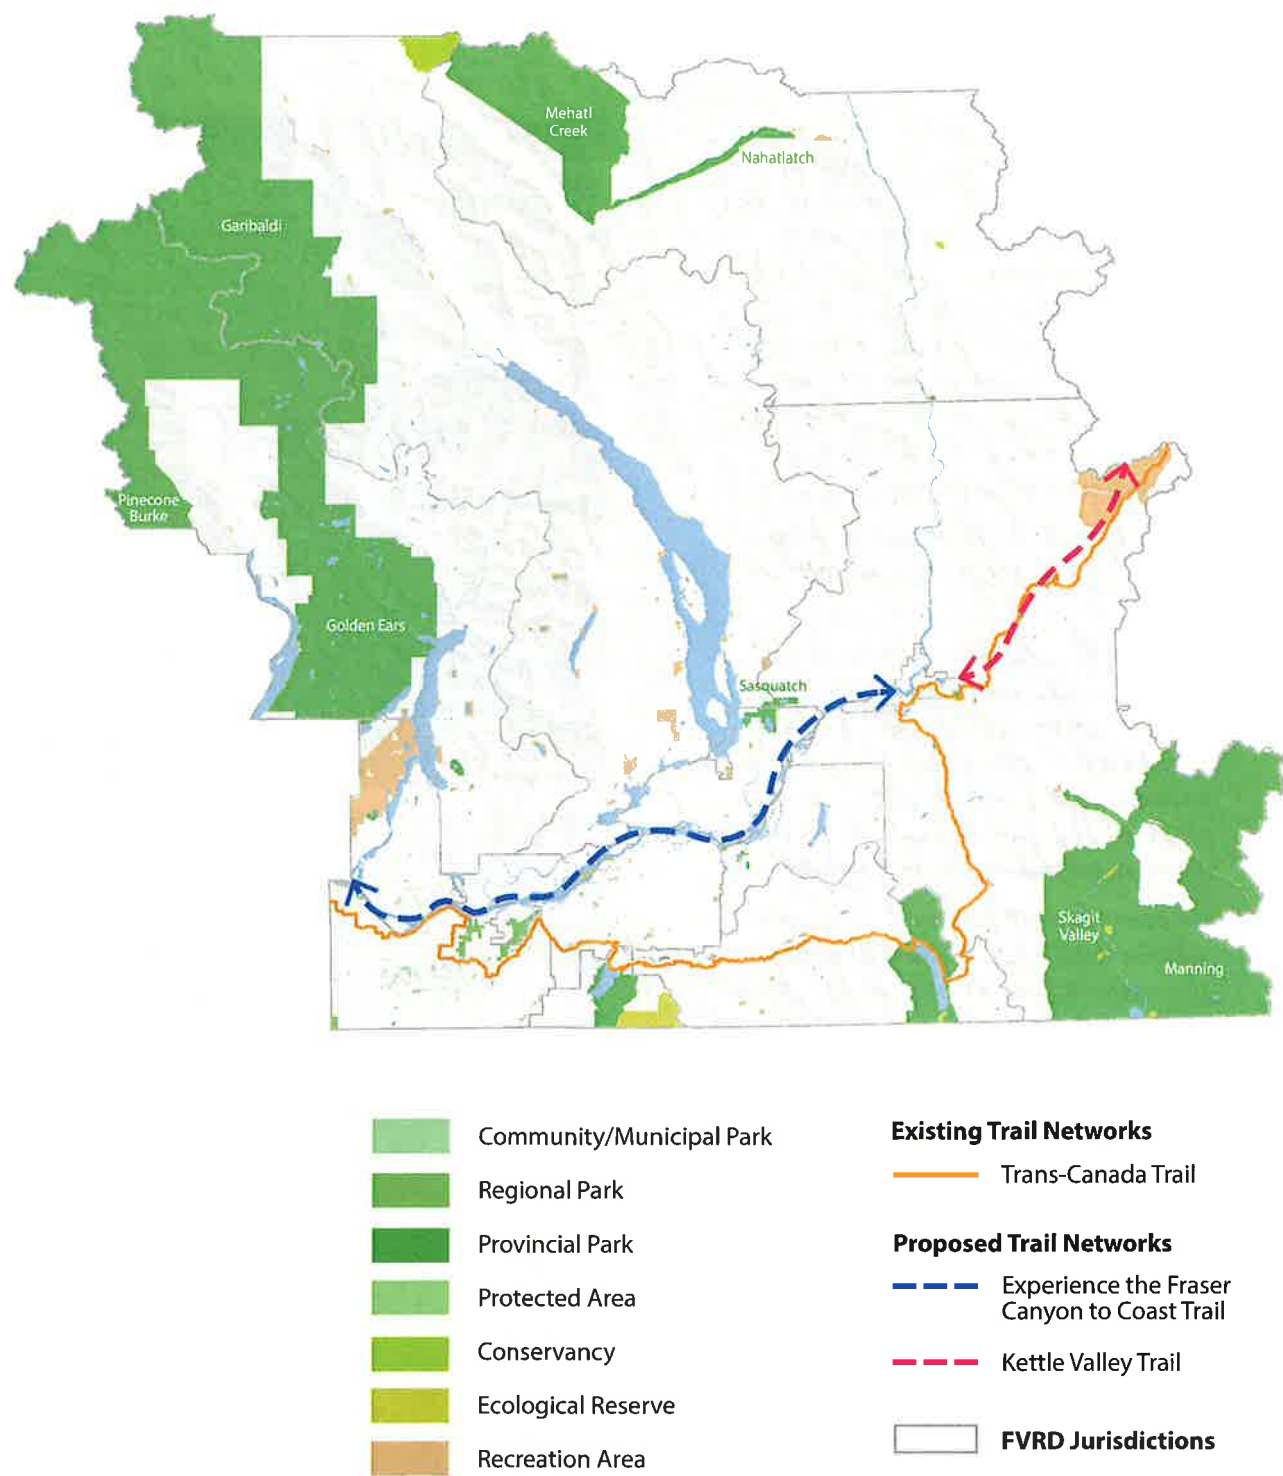 Mehatl
Creek
Nahatlatch
Garibaldi
Pinecone
Burke
Golden Ears
Sasquatch
Skagit
Valley
Manning
Community/Municipal Park
Regional Park
Provincial Park
Protected Area
Conservancy
Ecological Reserve
Recreation Area
Existing Trail Networks
Trans-Canada Trail
Proposed Trail Networks
Experience the Fraser
Canyon to Coast Trail
Kettle Valley Trail
FVRD Jurisdictions